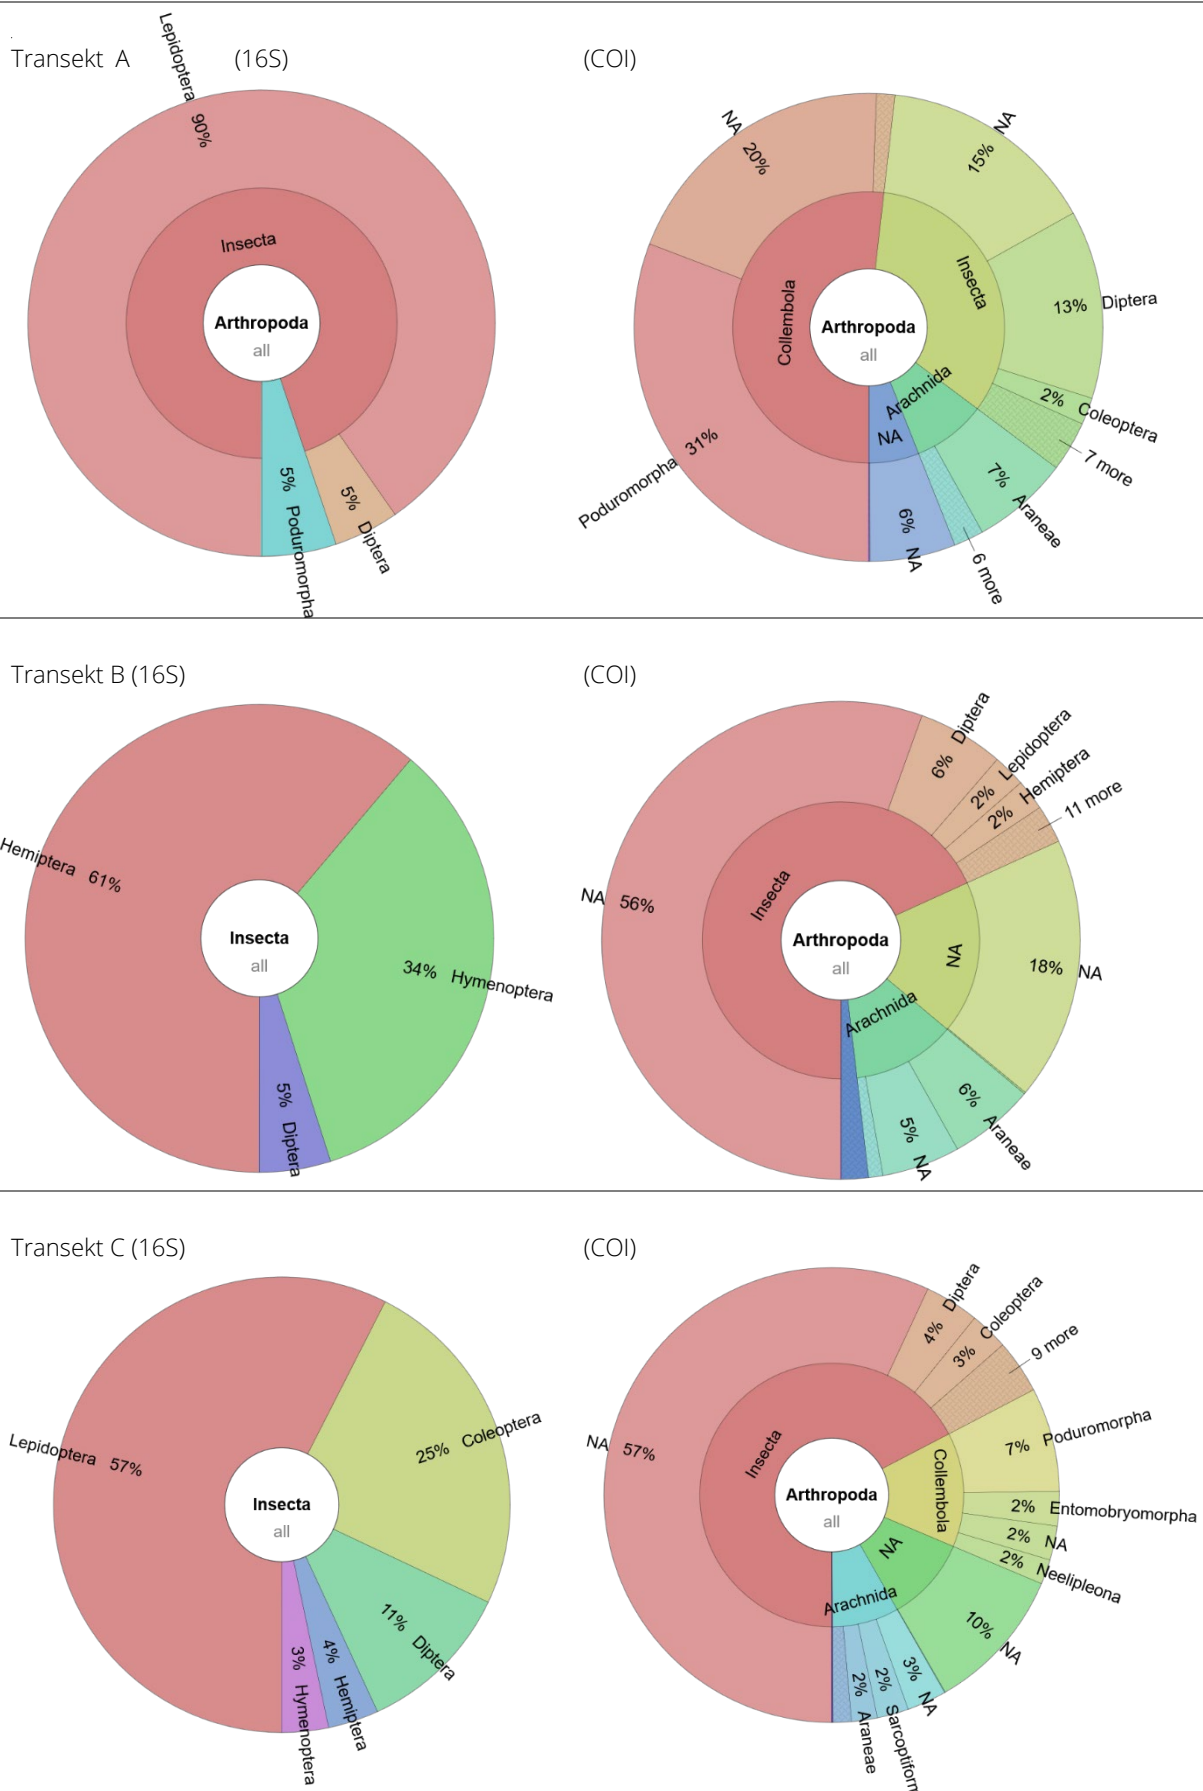 Transekt A (16S) (COI)
Lepidoptera 90%
Insecta
Arthropoda
all
5% Poduromorpha
5% Diptera
NA 20%
15% NA
Collembola
Insecta
Arthropoda
all
13% Diptera
2% Coleoptera
7 more
Arachnida
7% Araneae
6 more
NA
6% NA
Poduromorpha 31%
Transekt B (16S) (COI)
Hemiptera 61%
Insecta
all
34% Hymenoptera
5% Diptera
6% Diptera
2% Lepidoptera
2% Hemiptera
11 more
NA 56%
Insecta
Arthropoda
all
NA
18% NA
Arachnida
6% Araneae
5% NA
Transekt C (16S) (COI)
Lepidoptera 57%
Insecta
all
25% Coleoptera
11% Diptera
4% Hemiptera
3% Hymenoptera
4% Diptera
3% Coleoptera
9 more
NA 57%
Insecta
Arthropoda
all
Collembola
7% Poduromorpha
2% Entomobryomorpha
2% NA
2% Neelipleona
NA
10% NA
Arachnida
3% NA
2% Sarcoptiform
2% Araneae